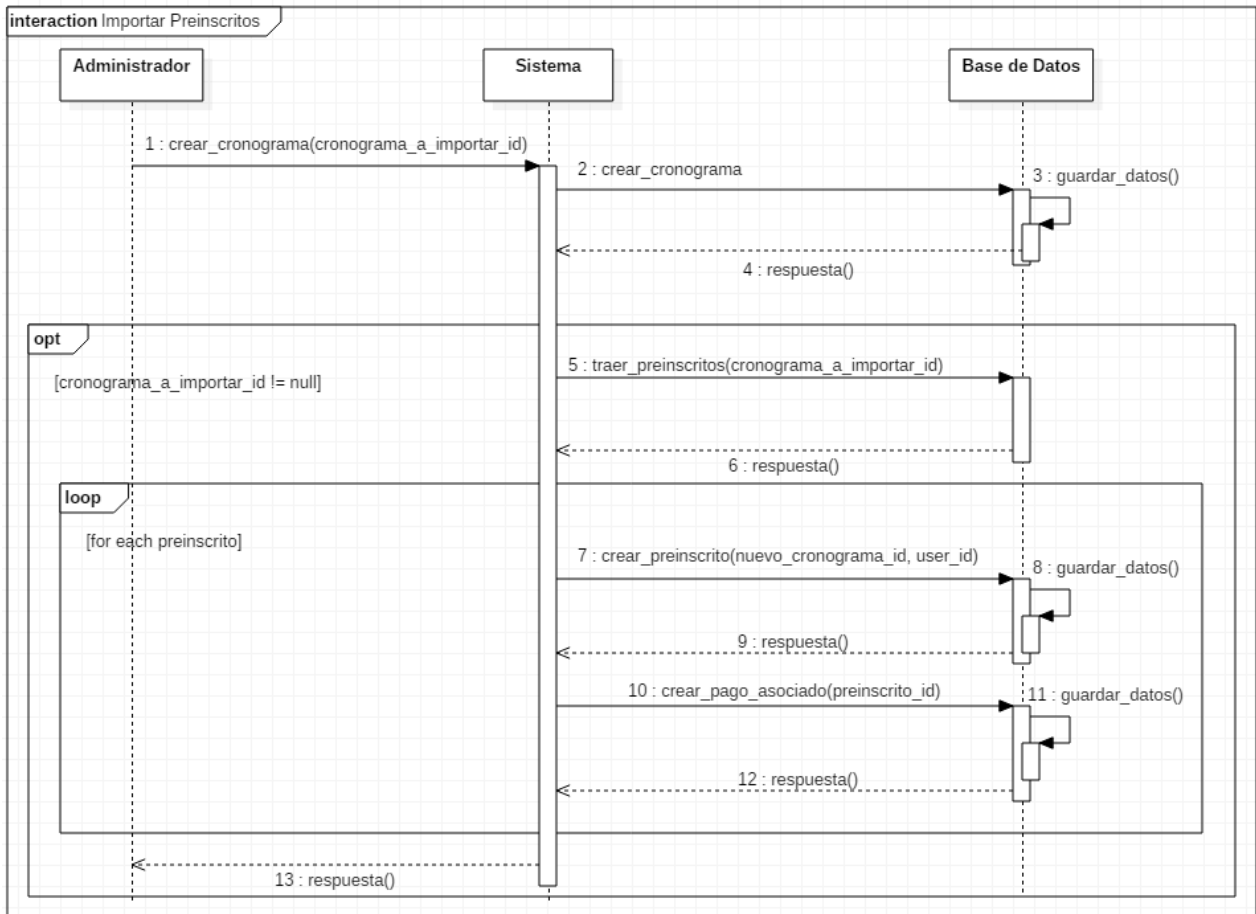 interaction Importar Preinscritos
Administrador
Sistema
Base de Datos
1 : crear_cronograma(cronograma_a_importar_id)
2 : crear_cronograma
3 : guardar_datos()
4 : respuesta()
opt
[cronograma_a_importar_id != null]
5 : traer_preinscritos(cronograma_a_importar_id)
6 : respuesta()
loop
[for each preinscrito]
7 : crear_preinscrito(nuevo_cronograma_id, user_id)
8 : guardar_datos()
9 : respuesta()
10 : crear_pago_asociado(preinscrito_id)
11 : guardar_datos()
12 : respuesta()
13 : respuesta()